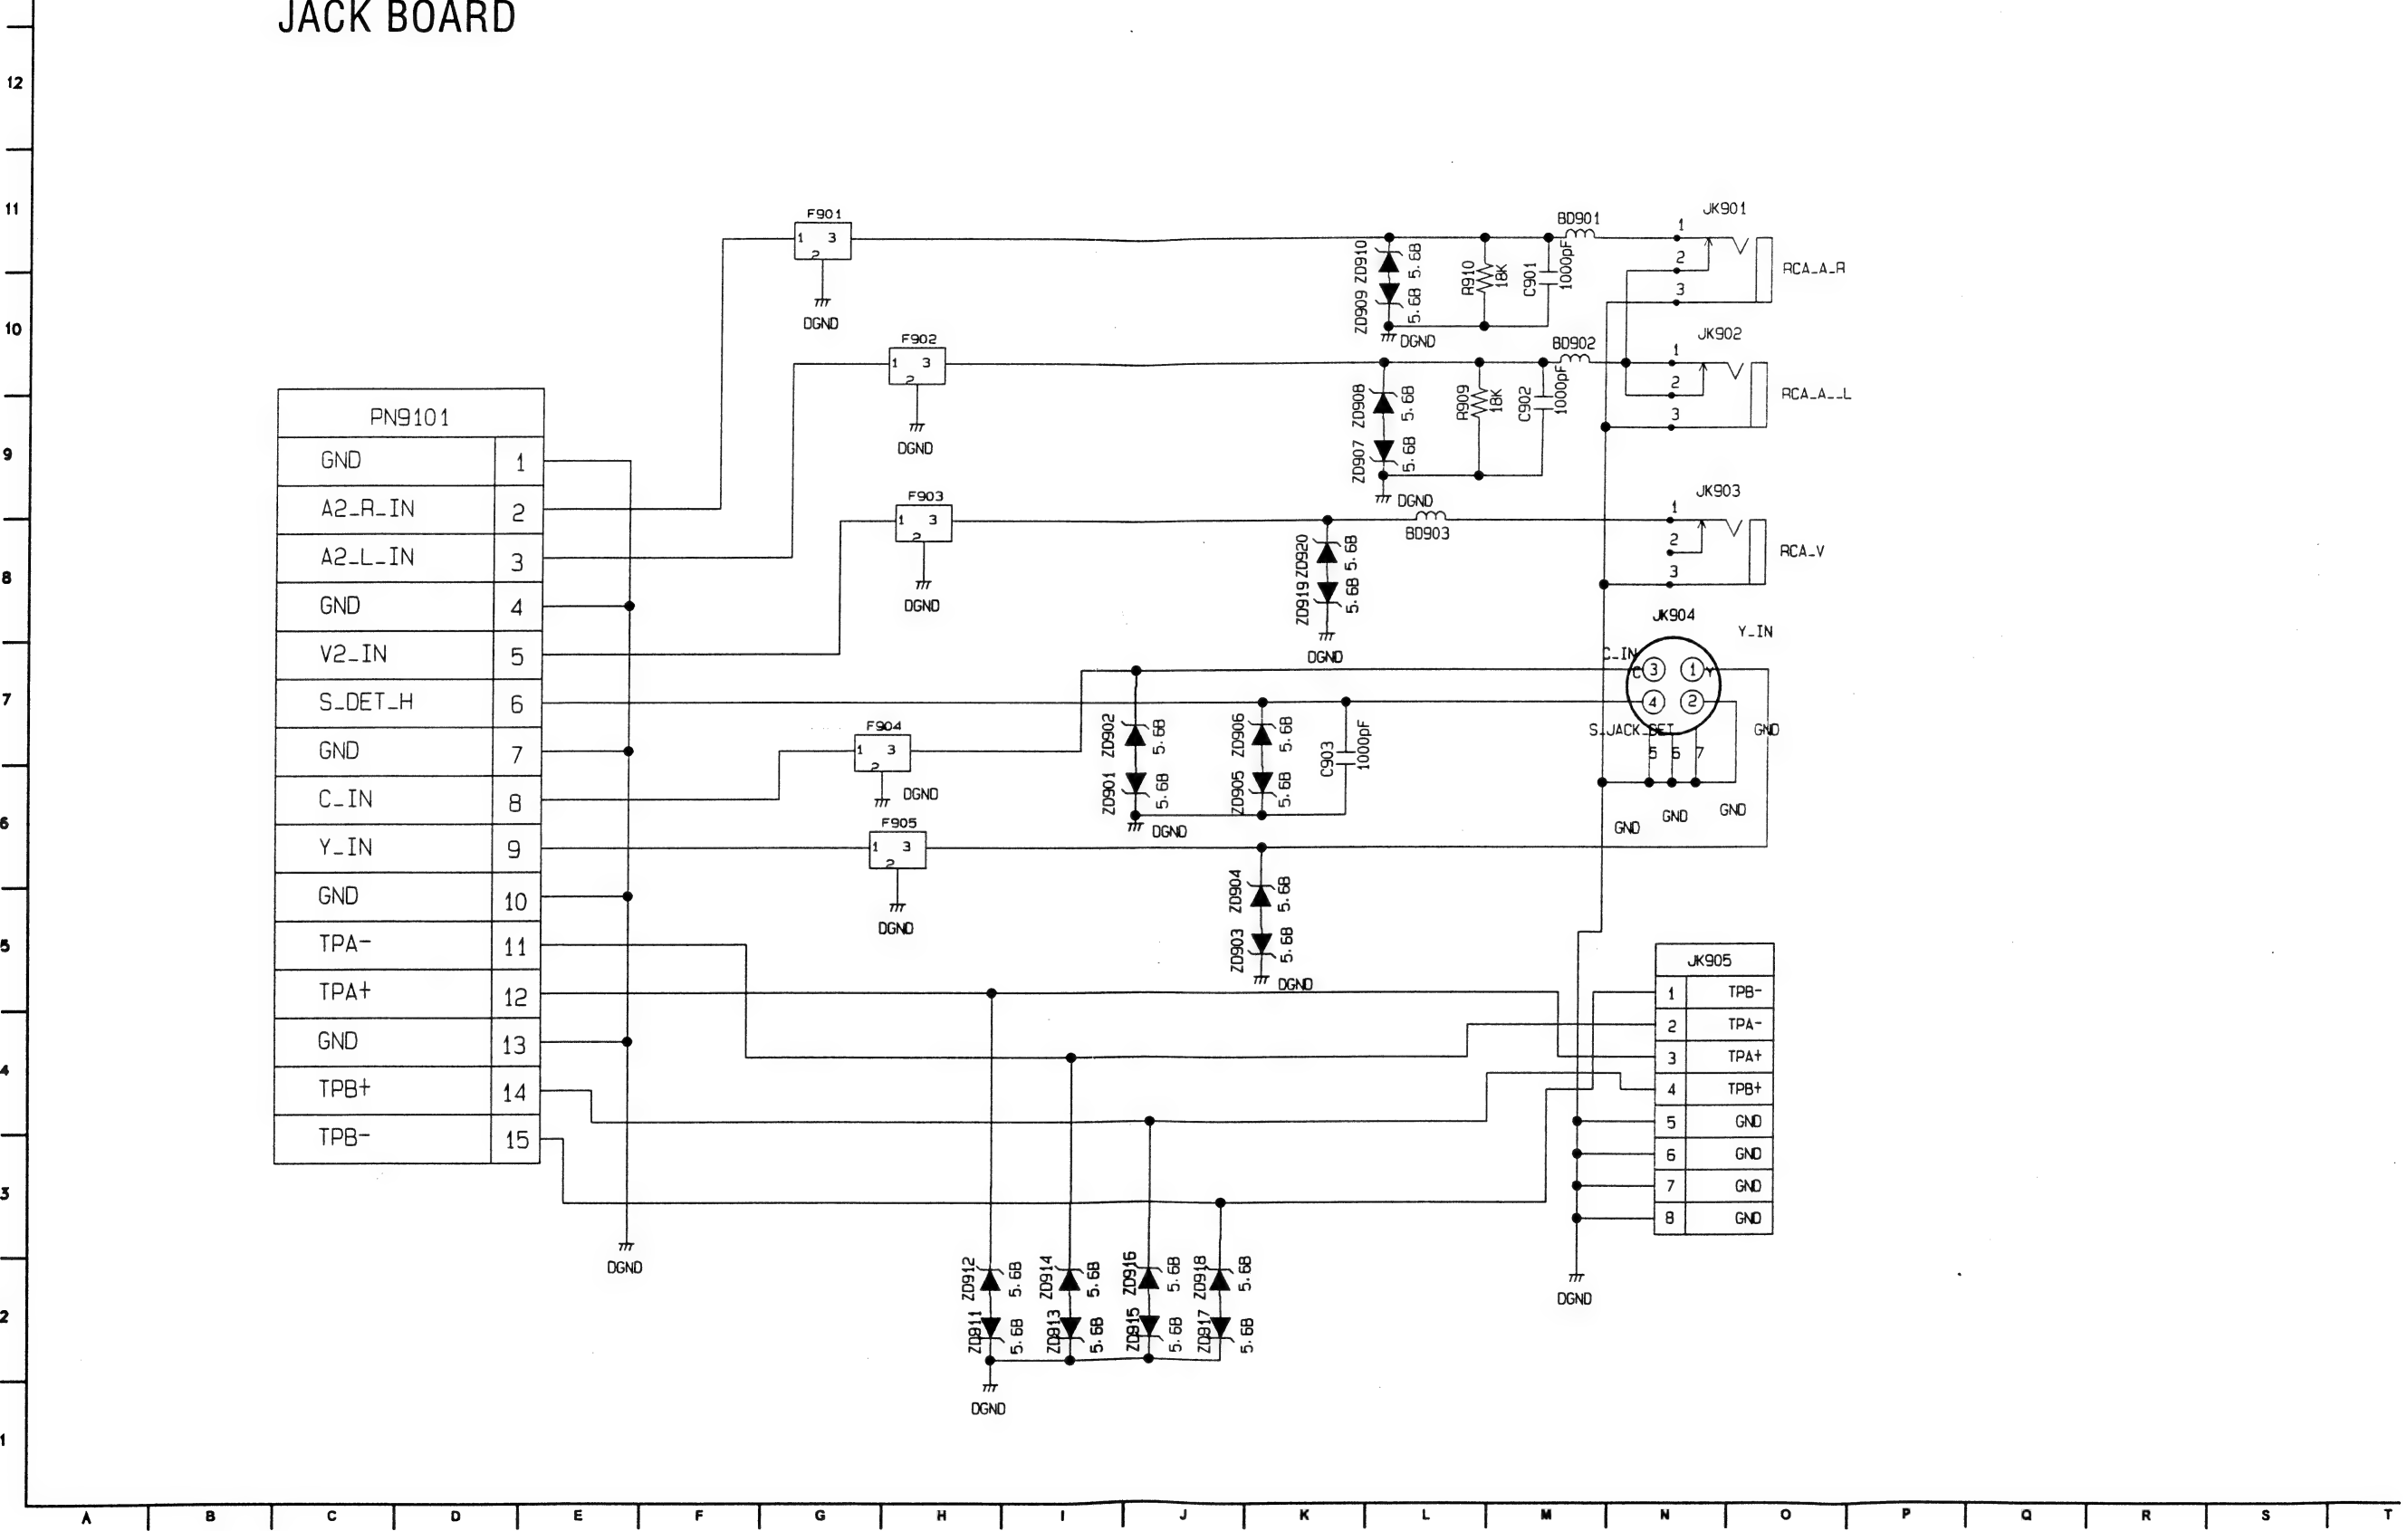 JACK BOARD
12
11
10
9
8
7
6
5
4
3
2
1
F901
1 3
2
DGND
F902
1 3
2
DGND
F903
1 3
2
DGND
F904
1 3
2
DGND
F905
1 3
2
DGND
PN9101
GND 1
A2_R_IN 2
A2_L_IN 3
GND 4
V2_IN 5
S_DET_H 6
GND 7
C_IN 8
Y_IN 9
GND 10
TPA- 11
TPA+ 12
GND 13
TPB+ 14
TPB- 15
DGND
ZD909 ZD910
5.6B 5.6B
R910
18K
C901
1000pF
BD901
DGND
JK901
1
2
3
RCA_A_R
ZD907 ZD908
5.6B 5.6B
R909
18K
C902
1000pF
BD902
DGND
JK902
1
2
3
RCA_A__L
ZD919 ZD920
5.6B 5.6B
DGND
BD903
JK903
1
2
3
RCA_V
JK904
Y_IN
C_IN
C 3 1 Y
4 2
S_JACK_DET
GND
5 6 7
GND
GND
GND
ZD901 ZD902
5.6B 5.6B
DGND
ZD905 ZD906
5.6B 5.6B
C903
1000pF
ZD903 ZD904
5.6B 5.6B
DGND
JK905
1 TPB-
2 TPA-
3 TPA+
4 TPB+
5 GND
6 GND
7 GND
8 GND
DGND
ZD911 ZD912
5.6B 5.6B
ZD913 ZD914
5.6B 5.6B
ZD915 ZD916
5.6B 5.6B
ZD917 ZD918
5.6B 5.6B
DGND
A B C D E F G H I J K L M N O P Q R S T